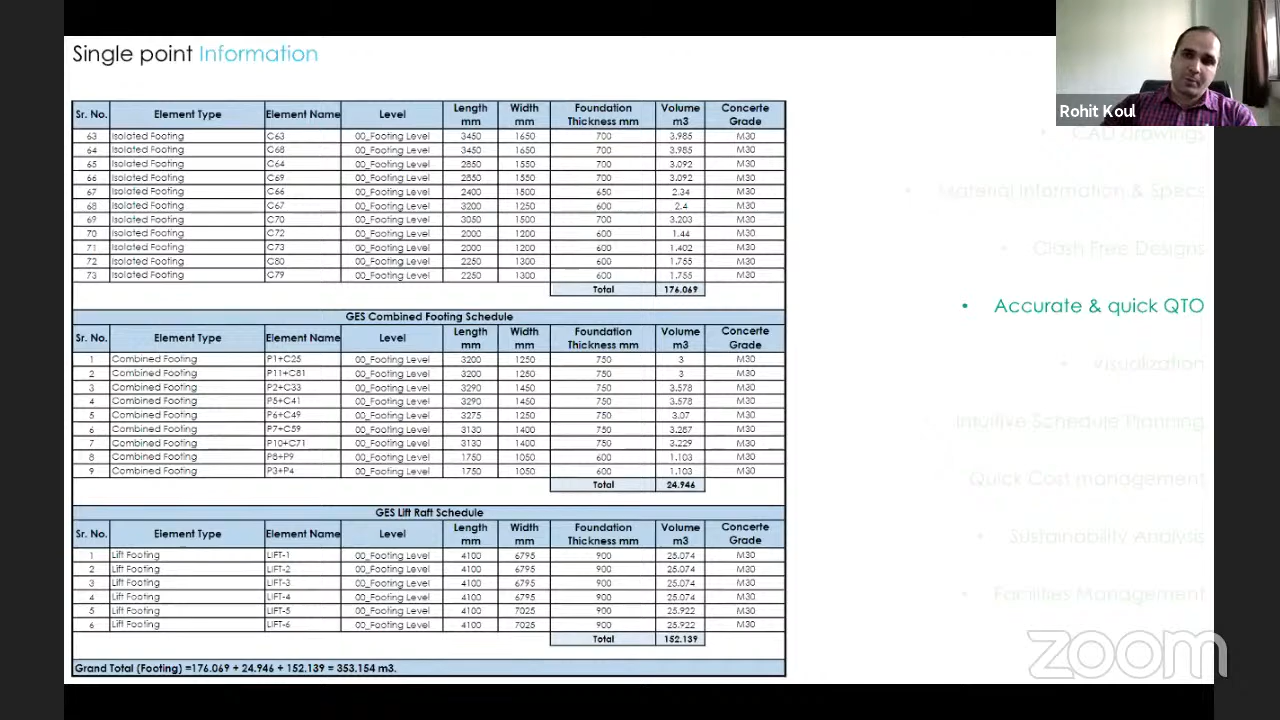 Single point Information
Rohit Koul
Sr. No. Element Type Element Name Level Length mm Width mm Foundation Thickness mm Volume m3 Concerte Grade
63 Isolated Footing C63 00_Footing Level 3450 1650 700 3.985 M30
64 Isolated Footing C68 00_Footing Level 3450 1650 700 3.985 M30
65 Isolated Footing C64 00_Footing Level 2850 1550 700 3.092 M30
66 Isolated Footing C69 00_Footing Level 2850 1550 700 3.092 M30
67 Isolated Footing C66 00_Footing Level 2400 1500 650 2.34 M30
68 Isolated Footing C67 00_Footing Level 3200 1250 600 2.4 M30
69 Isolated Footing C70 00_Footing Level 3050 1500 700 3.203 M30
70 Isolated Footing C72 00_Footing Level 2000 1200 600 1.44 M30
71 Isolated Footing C73 00_Footing Level 2000 1200 600 1.402 M30
72 Isolated Footing C80 00_Footing Level 2250 1300 600 1.755 M30
73 Isolated Footing C79 00_Footing Level 2250 1300 600 1.755 M30
Total 176.069
GES Combined Footing Schedule
Sr. No. Element Type Element Name Level Length mm Width mm Foundation Thickness mm Volume m3 Concerte Grade
1 Combined Footing P1+C25 00_Footing Level 3200 1250 750 3 M30
2 Combined Footing P11+C81 00_Footing Level 3200 1250 750 3 M30
3 Combined Footing P2+C33 00_Footing Level 3290 1450 750 3.578 M30
4 Combined Footing P5+C41 00_Footing Level 3290 1450 750 3.578 M30
5 Combined Footing P6+C49 00_Footing Level 3275 1250 750 3.07 M30
6 Combined Footing P7+C59 00_Footing Level 3130 1400 750 3.287 M30
7 Combined Footing P10+C71 00_Footing Level 3130 1400 750 3.229 M30
8 Combined Footing P8+P9 00_Footing Level 1750 1050 600 1.103 M30
9 Combined Footing P3+P4 00_Footing Level 1750 1050 600 1.103 M30
Total 24.946
GES Lift Raft Schedule
Sr. No. Element Type Element Name Level Length mm Width mm Foundation Thickness mm Volume m3 Concerte Grade
1 Lift Footing LIFT-1 00_Footing Level 4100 6795 900 25.074 M30
2 Lift Footing LIFT-2 00_Footing Level 4100 6795 900 25.074 M30
3 Lift Footing LIFT-3 00_Footing Level 4100 6795 900 25.074 M30
4 Lift Footing LIFT-4 00_Footing Level 4100 6795 900 25.074 M30
5 Lift Footing LIFT-5 00_Footing Level 4100 7025 900 25.922 M30
6 Lift Footing LIFT-6 00_Footing Level 4100 7025 900 25.922 M30
Total 152.139
Grand Total (Footing) =176.069 + 24.946 + 152.139 = 353.154 m3.
• CAD drawings
• Material Information & Specs
• Clash Free Designs
• Accurate & quick QTO
• Visualization
Intuitive Schedule Planning
Quick Cost management
• Sustainability Analysis
• Facilities Management
zoom